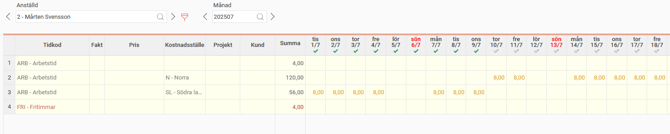 Anställd Månad
2 - Mårten Svensson 202507
Tidkod Fakt Pris Kostnadsställe Projekt Kund Summa tis 1/7 ons 2/7 tor 3/7 fre 4/7 lör 5/7 sön 6/7 mån 7/7 tis 8/7 ons 9/7 tor 10/7 fre 11/7 lör 12/7 sön 13/7 mån 14/7 tis 15/7 ons 16/7 tor 17/7 fre 18/7
1 ARB - Arbetstid 4,00
2 ARB - Arbetstid N - Norra 120,00 8,00 8,00 8,00 8,00 8,00 8,00 8,00
3 ARB - Arbetstid SL - Södra la... 56,00 8,00 8,00 8,00 8,00 8,00 8,00 8,00
4 FRI - Fritimmar 4,00